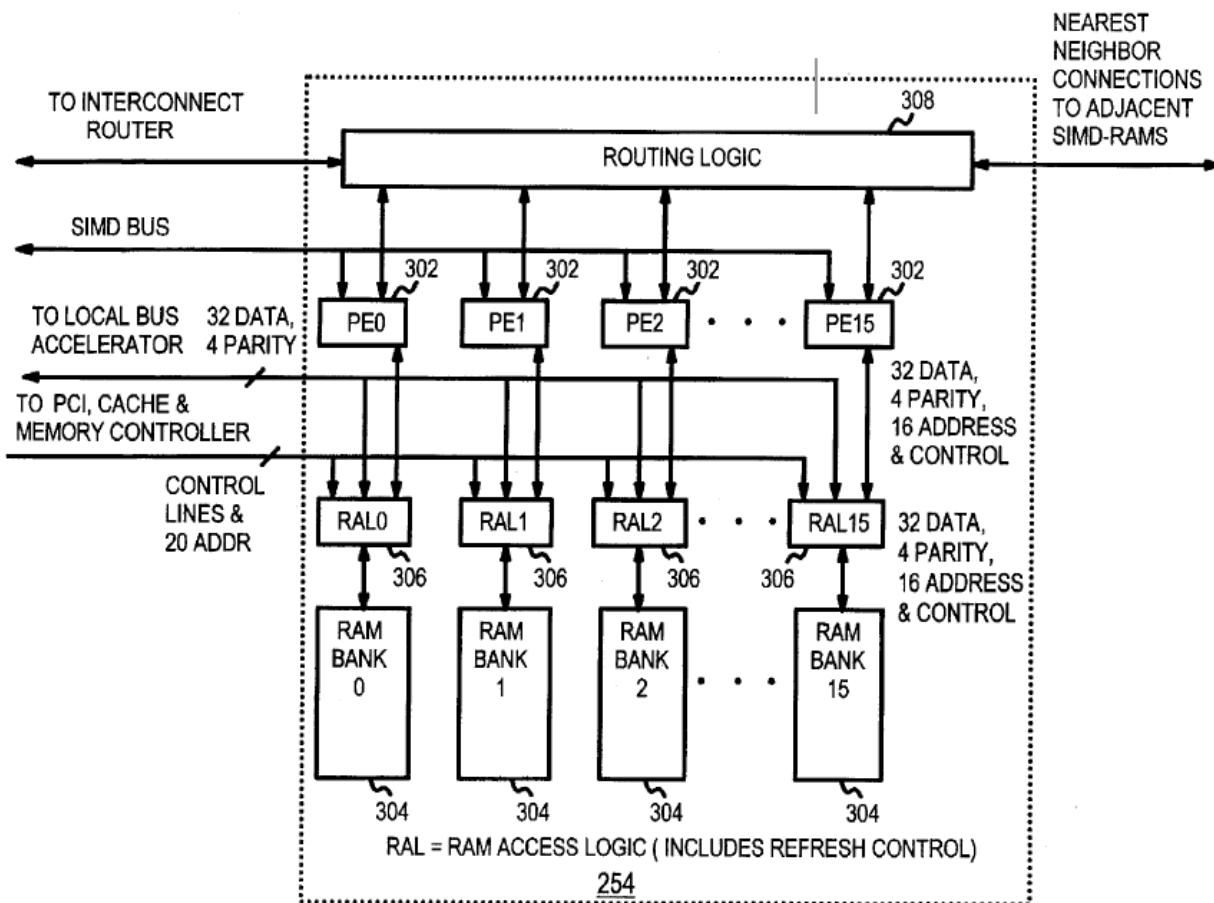 NEAREST
NEIGHBOR
CONNECTIONS
TO ADJACENT
SIMD-RAMS
TO INTERCONNECT
ROUTER
308
ROUTING LOGIC
SIMD BUS
302 302 302 302
PE0 PE1 PE2 PE15
TO LOCAL BUS
ACCELERATOR
32 DATA,
4 PARITY
32 DATA,
4 PARITY,
16 ADDRESS
& CONTROL
TO PCI, CACHE &
MEMORY CONTROLLER
CONTROL
LINES &
20 ADDR
RAL0 RAL1 RAL2 RAL15
306 306 306 306
32 DATA,
4 PARITY,
16 ADDRESS
& CONTROL
RAM
BANK
0
RAM
BANK
1
RAM
BANK
2
RAM
BANK
15
304 304 304 304
RAL = RAM ACCESS LOGIC ( INCLUDES REFRESH CONTROL)
254